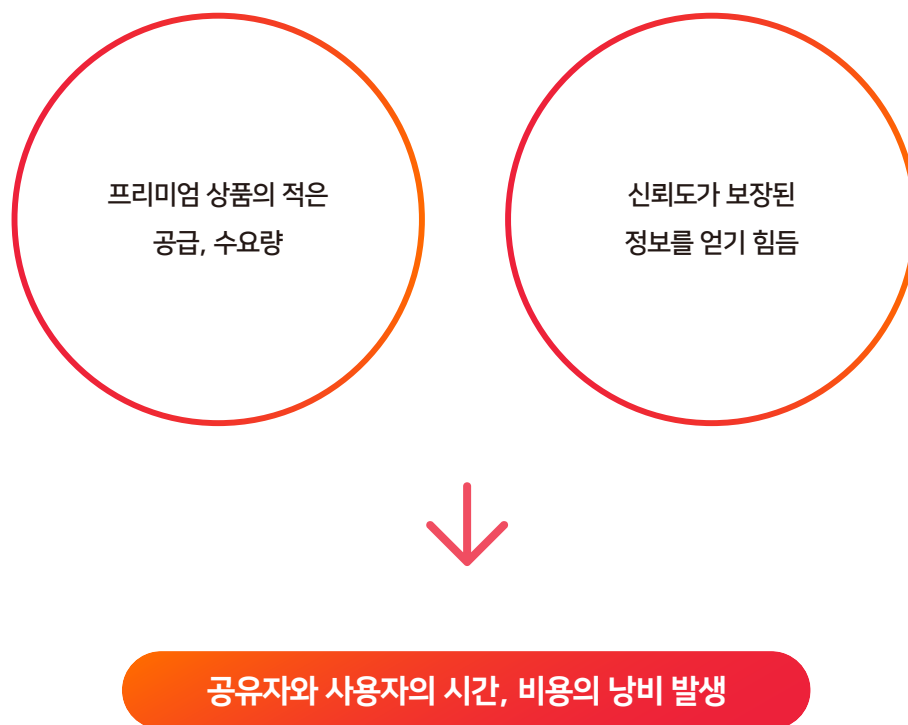 프리미엄 상품의 적은
공급, 수요량
신뢰도가 보장된
정보를 얻기 힘듬
공유자와 사용자의 시간, 비용의 낭비 발생